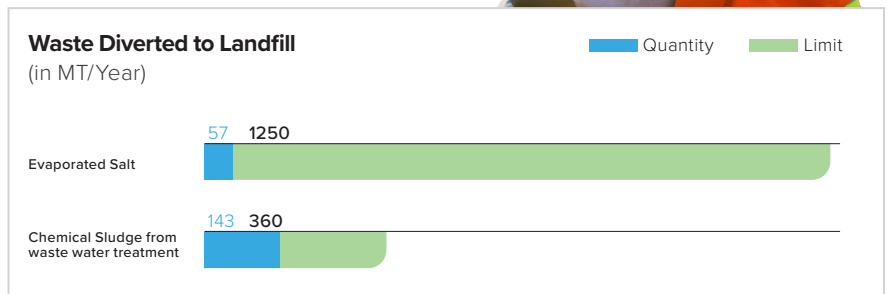 Waste Diverted to Landfill
(in MT/Year)
Quantity
Limit
57 1250
Evaporated Salt
143 360
Chemical Sludge from
waste water treatment